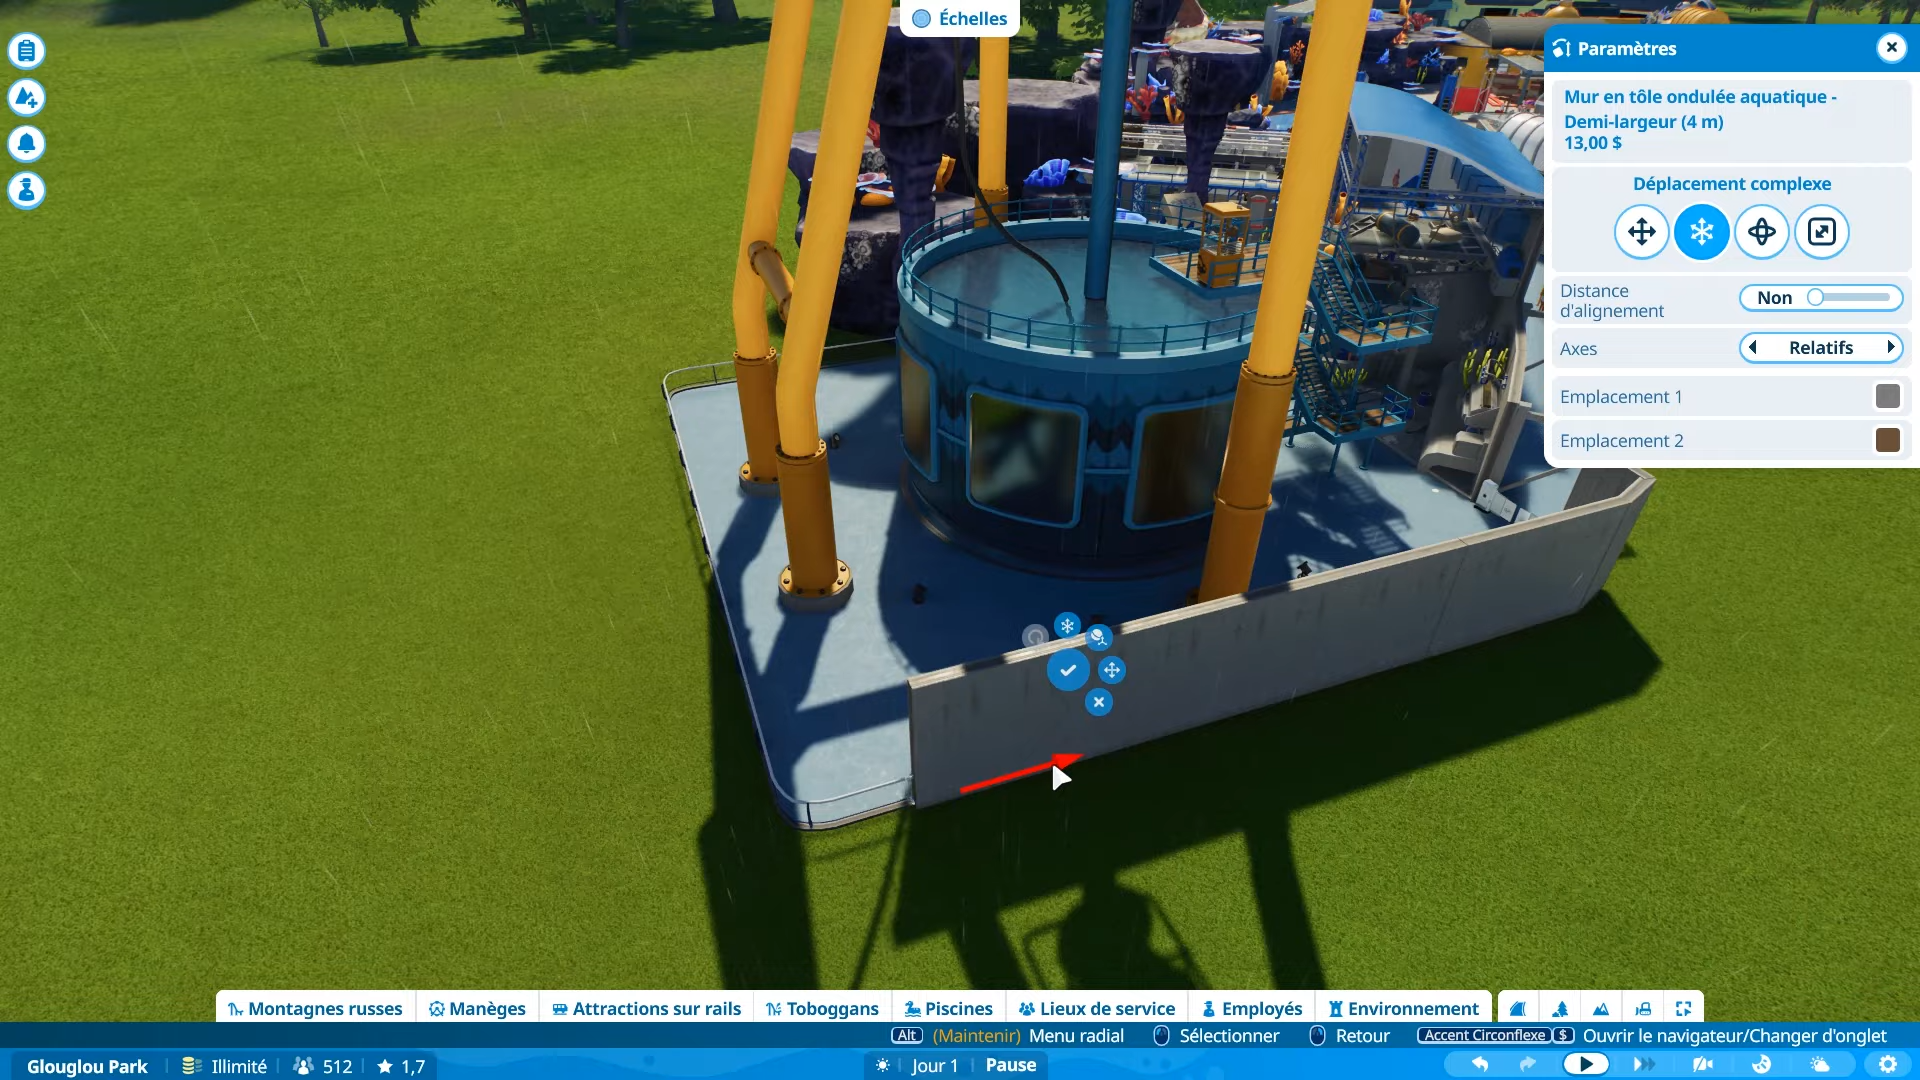 Échelles
Paramètres
Mur en tôle ondulée aquatique -
Demi-largeur (4 m)
13,00 $
Déplacement complexe
Distance
d'alignement
Non
Axes
Relatifs
Emplacement 1
Emplacement 2
Montagnes russes
Manèges
Attractions sur rails
Toboggans
Piscines
Lieux de service
Employés
Environnement
Alt (Maintenir) Menu radial
Sélectionner
Retour
Accent Circonflexe $ Ouvrir le navigateur/Changer d'onglet
Glouglou Park
Illimité
512
1,7
Jour 1
Pause